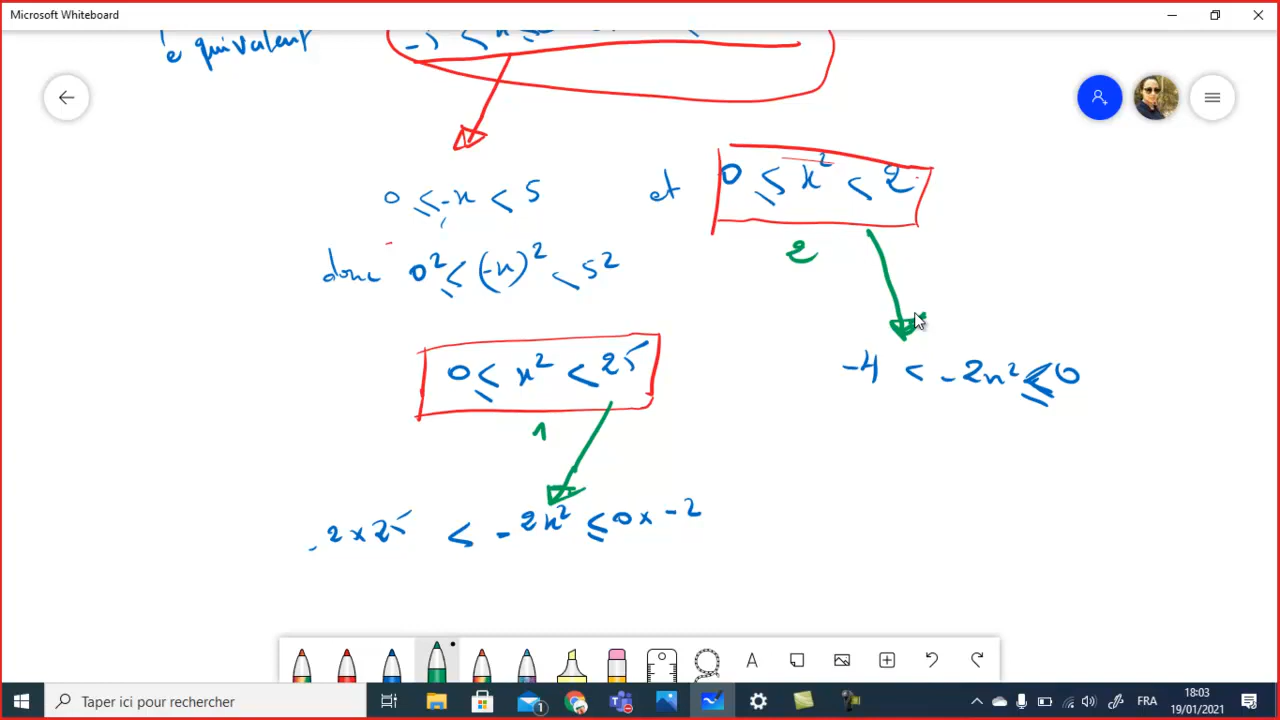 Microsoft Whiteboard
équivalent
0 ≤ -x < 5 et 0 ≤ x² < 2
donc 0² ≤ (-x)² < 5²
2
0 ≤ x² < 25
-4 < -2x² ≤ 0
1
-2 x 25 < -2x² ≤ 0 x -2
A
Taper ici pour rechercher
1
FRA
18:03
19/01/2021